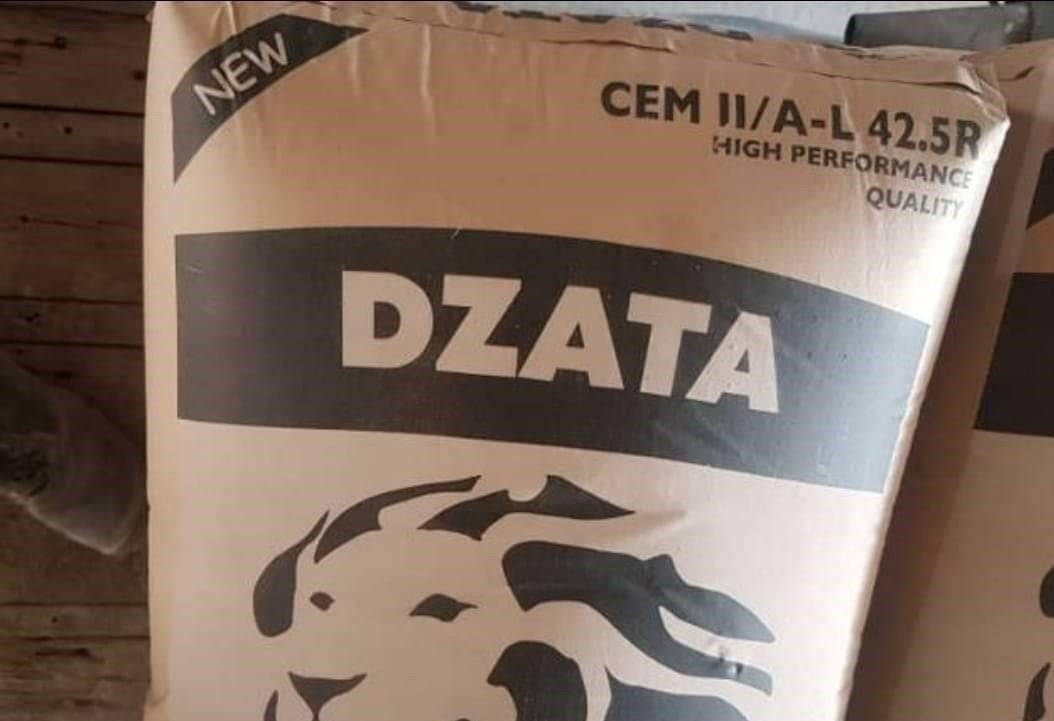 NEW
CEM II/A-L 42.5R
HIGH PERFORMANCE
QUALITY
DZATA